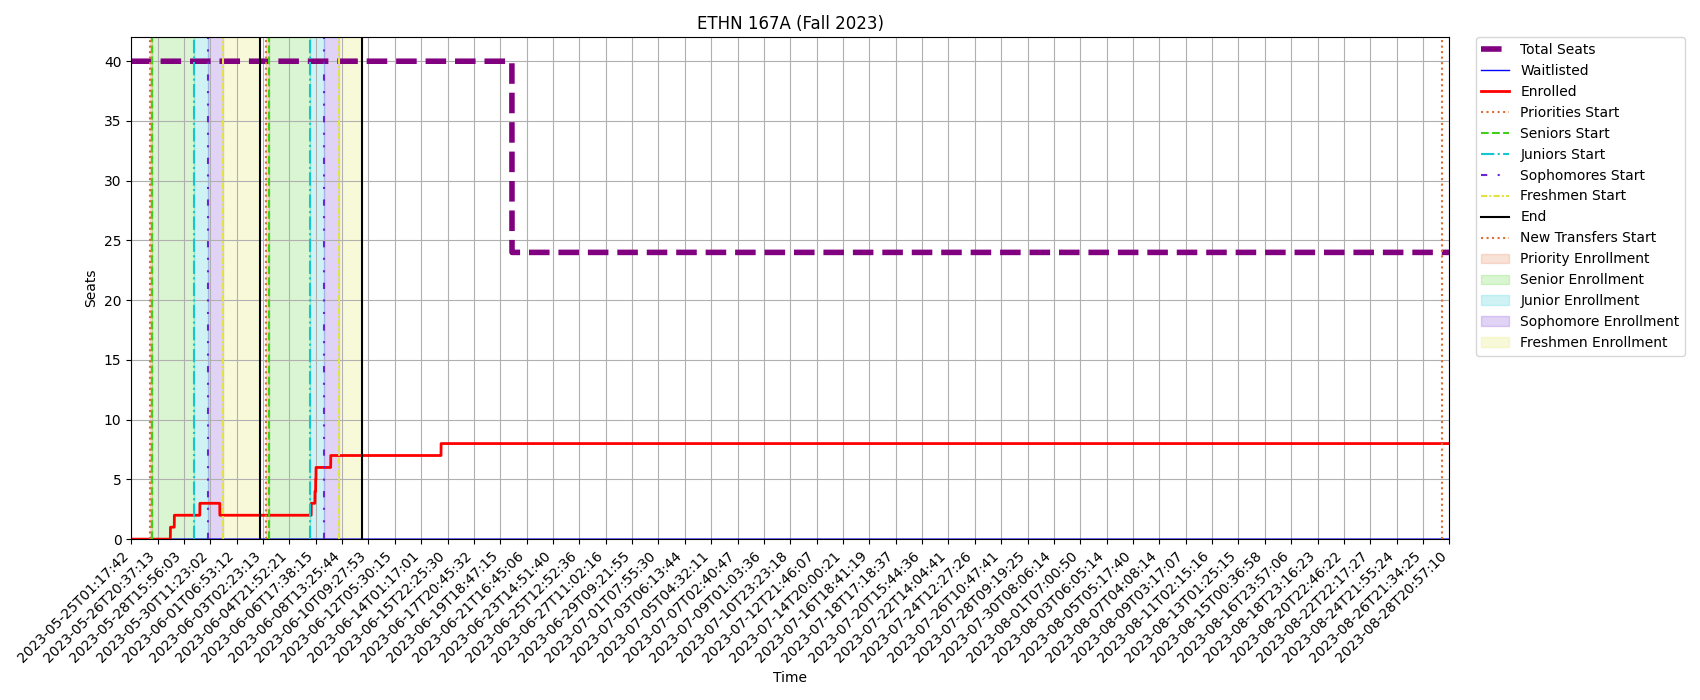 ETHN 167A (Fall 2023)
Seats
40
35
30
25
20
15
10
5
0
2023-05-25T01:17:42
2023-05-26T20:37:13
2023-05-28T15:56:03
2023-05-30T11:23:02
2023-06-01T06:53:12
2023-06-03T02:23:13
2023-06-04T21:52:21
2023-06-06T17:38:15
2023-06-08T13:25:44
2023-06-10T09:27:53
2023-06-12T05:30:15
2023-06-14T01:17:01
2023-06-15T22:25:30
2023-06-17T20:45:32
2023-06-19T18:47:15
2023-06-21T16:45:06
2023-06-23T14:51:40
2023-06-25T12:52:36
2023-06-27T11:02:16
2023-06-29T09:21:55
2023-07-01T07:55:30
2023-07-03T06:13:44
2023-07-05T04:32:11
2023-07-07T02:40:47
2023-07-09T01:03:36
2023-07-10T23:23:18
2023-07-12T21:46:07
2023-07-14T20:00:21
2023-07-16T18:41:19
2023-07-18T17:18:37
2023-07-20T15:44:36
2023-07-22T14:04:41
2023-07-24T12:27:26
2023-07-26T10:47:41
2023-07-28T09:19:25
2023-07-30T08:06:14
2023-08-01T07:00:50
2023-08-03T06:05:14
2023-08-05T05:17:40
2023-08-07T04:08:14
2023-08-09T03:17:07
2023-08-11T02:15:16
2023-08-13T01:25:15
2023-08-15T00:36:58
2023-08-16T23:57:06
2023-08-18T23:16:23
2023-08-20T22:46:22
2023-08-22T22:17:27
2023-08-24T21:55:24
2023-08-26T21:34:25
2023-08-28T20:57:10
Time
Total Seats
Waitlisted
Enrolled
Priorities Start
Seniors Start
Juniors Start
Sophomores Start
Freshmen Start
End
New Transfers Start
Priority Enrollment
Senior Enrollment
Junior Enrollment
Sophomore Enrollment
Freshmen Enrollment